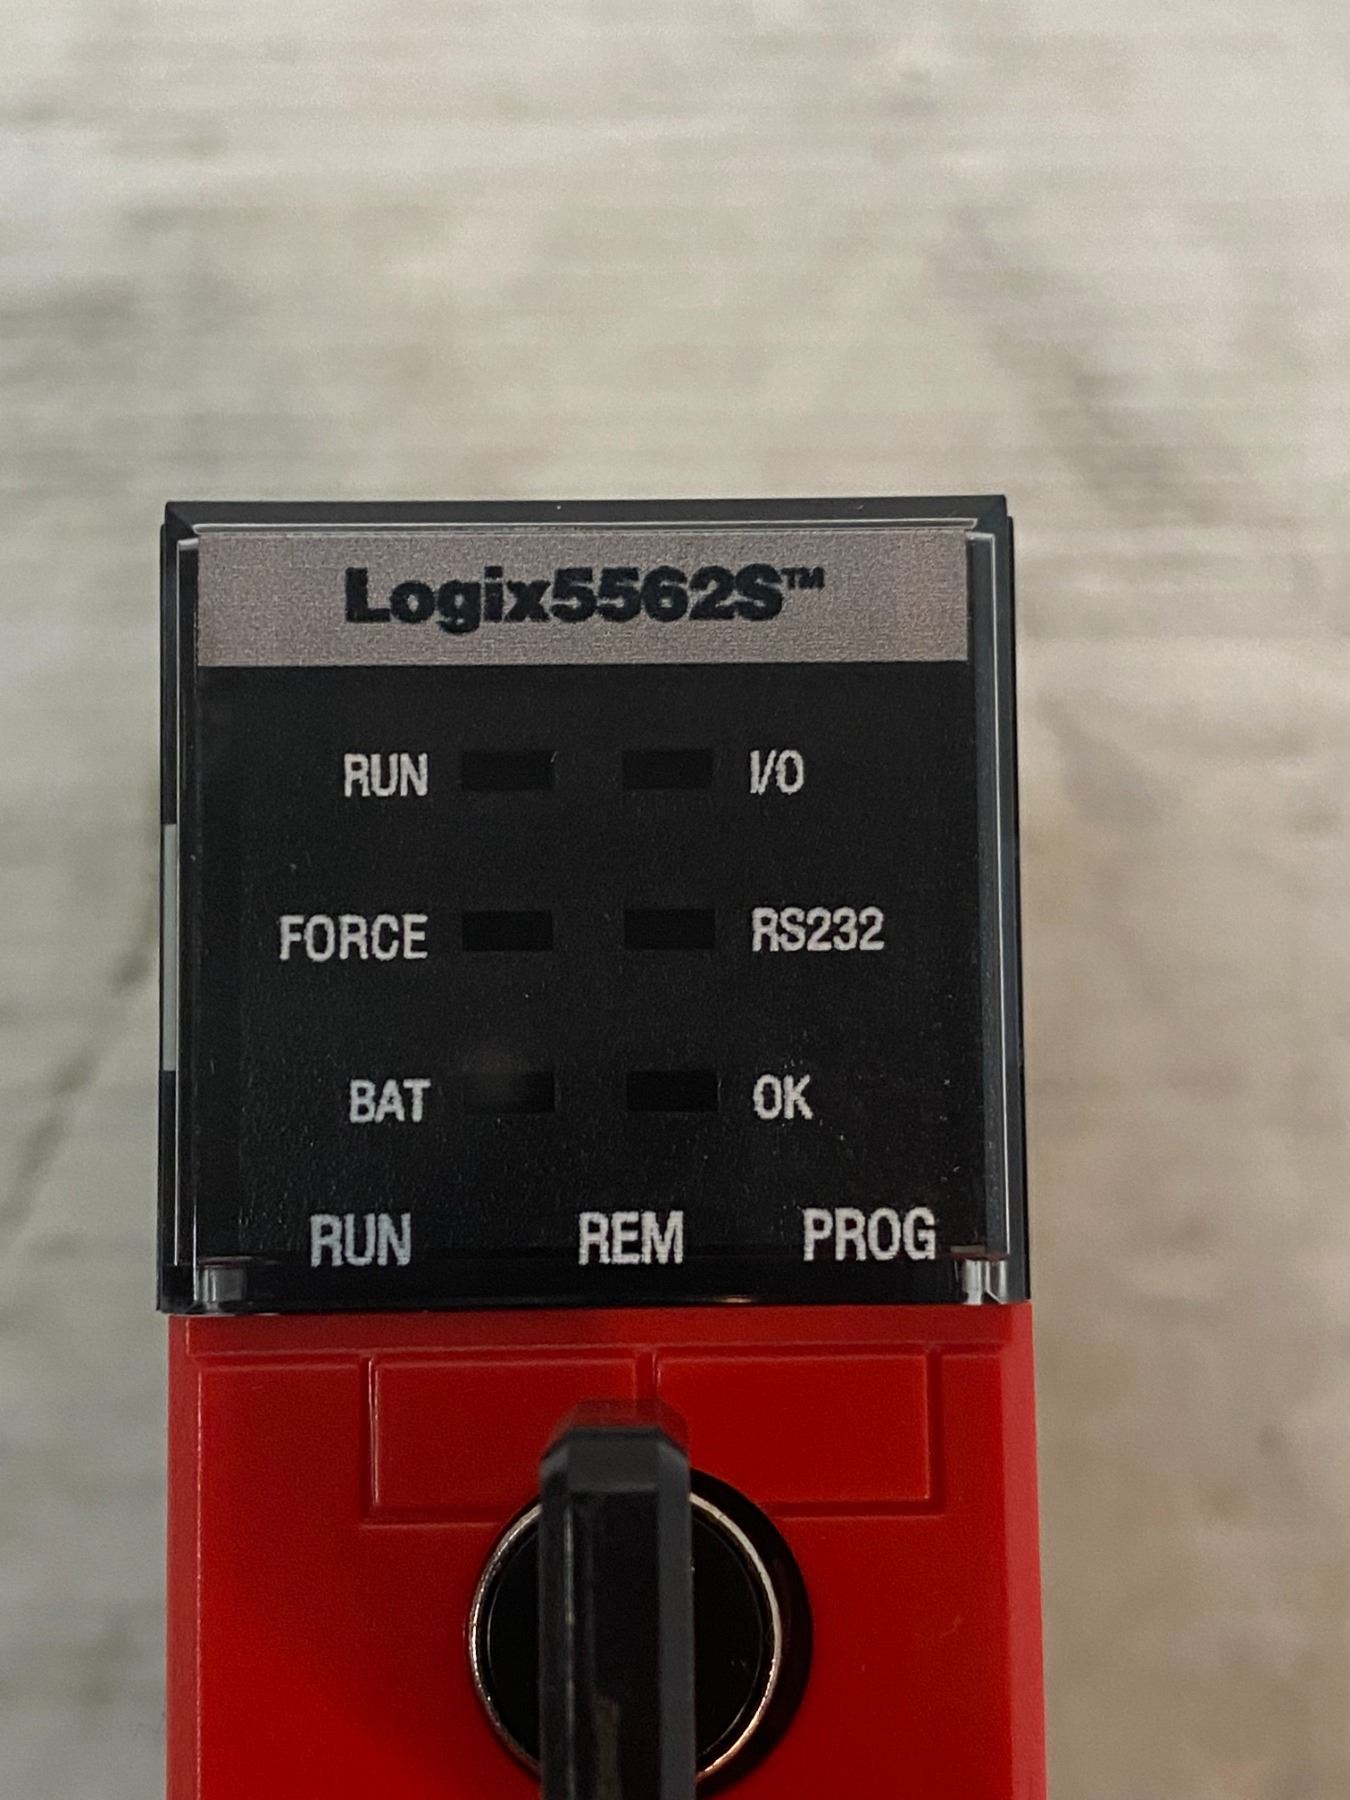 Logix5562S™
RUN I/O
FORCE RS232
BAT OK
RUN REM PROG